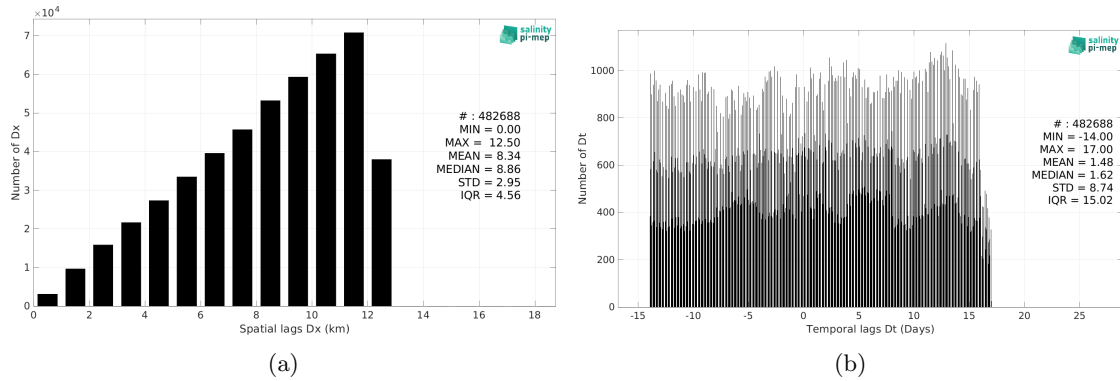 ×10⁴
7
6
5
4
3
2
1
0
Number of Dx
0 2 4 6 8 10 12 14 16 18
Spatial lags Dx (km)
salinity
pi-mep
# : 482688
MIN = 0.00
MAX = 12.50
MEAN = 8.34
MEDIAN = 8.86
STD = 2.95
IQR = 4.56
(a)
1000
800
600
400
200
0
Number of Dt
-15 -10 -5 0 5 10 15 20 25
Temporal lags Dt (Days)
salinity
pi-mep
# : 482688
MIN = -14.00
MAX = 17.00
MEAN = 1.48
MEDIAN = 1.62
STD = 8.74
IQR = 15.02
(b)